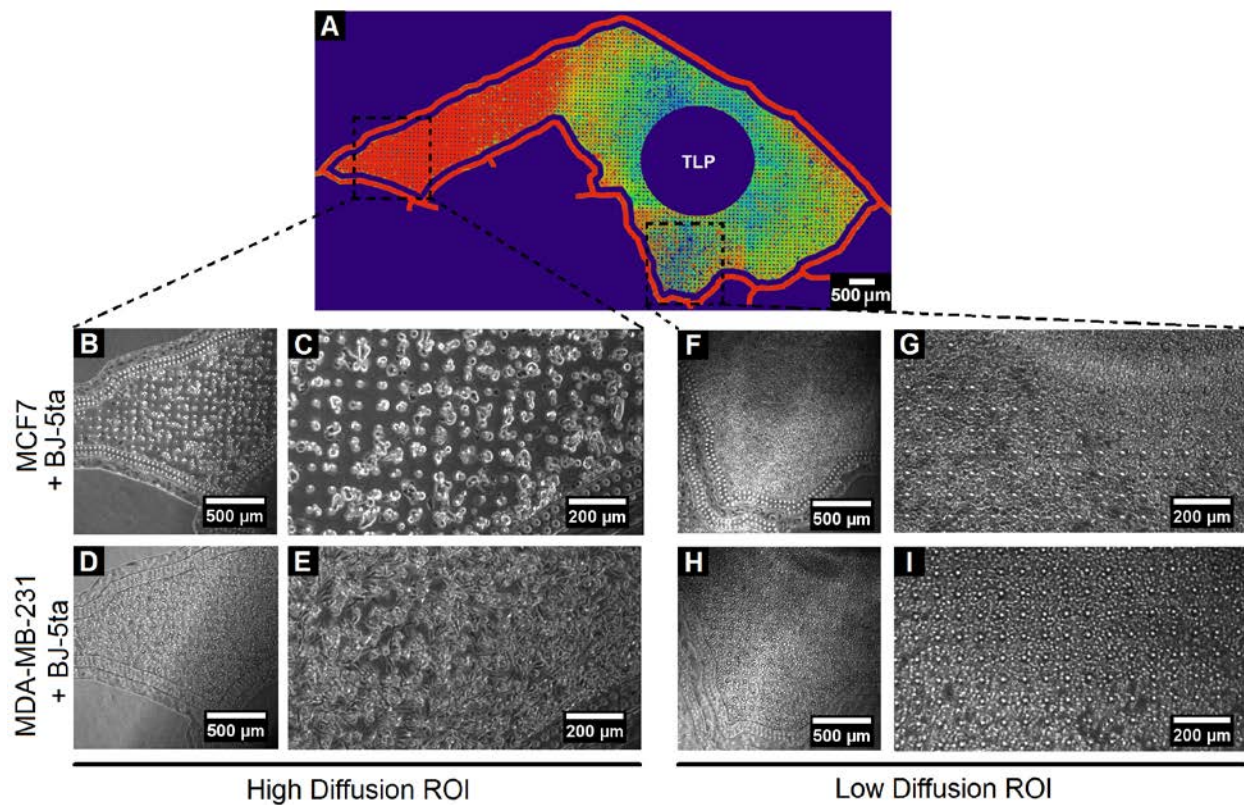 A
TLP
500 µm
B
500 µm
C
200 µm
F
500 µm
G
200 µm
MCF7
+ BJ-5ta
D
500 µm
E
200 µm
H
500 µm
I
200 µm
MDA-MB-231
+ BJ-5ta
High Diffusion ROI
Low Diffusion ROI